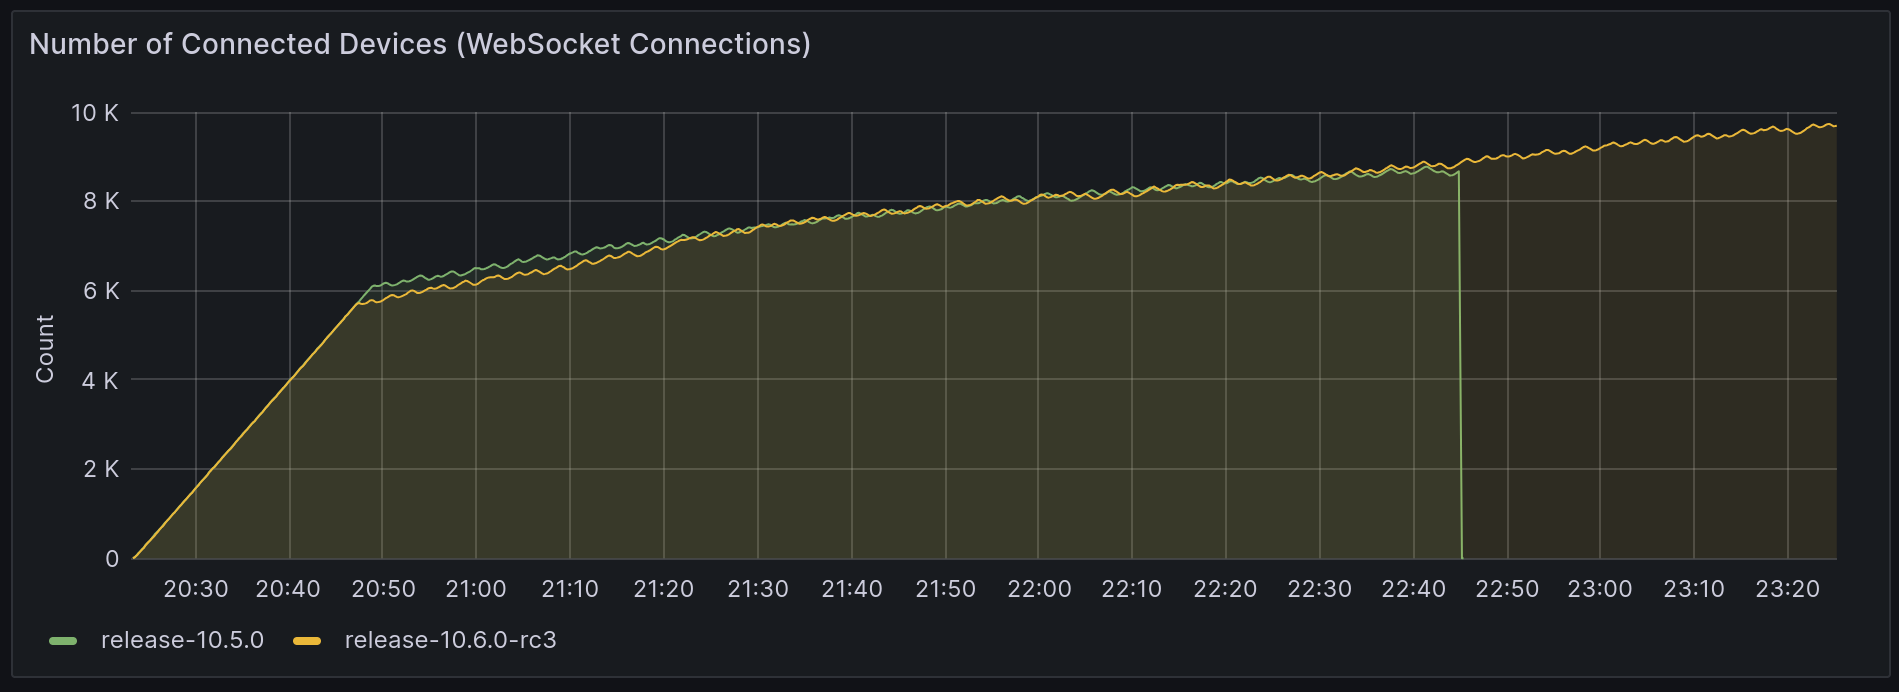 Number of Connected Devices (WebSocket Connections)
10 K
8 K
6 K
4 K
2 K
0
Count
20:30 20:40 20:50 21:00 21:10 21:20 21:30 21:40 21:50 22:00 22:10 22:20 22:30 22:40 22:50 23:00 23:10 23:20
release-10.5.0 release-10.6.0-rc3